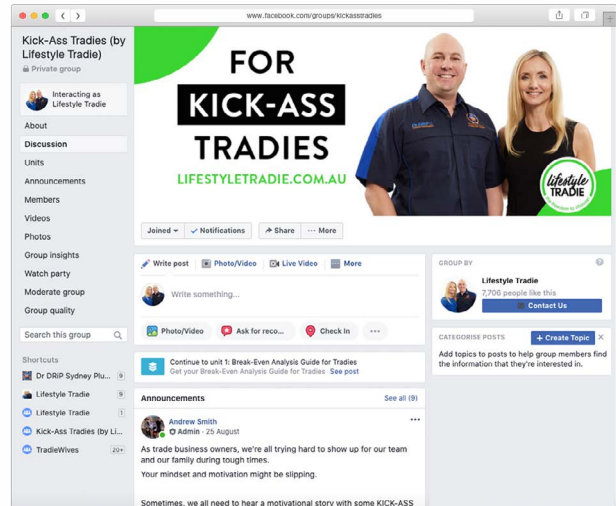 www.facebook.com/groups/kickasstradies
Kick-Ass Tradies (by
Lifestyle Tradie)
Private group
Interacting as
Lifestyle Tradie
About
Discussion
Units
Announcements
Members
Videos
Photos
Group insights
Watch party
Moderate group
Group quality
Search this group
Shortcuts
Dr DRiP Sydney Plu... 9
Lifestyle Tradie 9
Lifestyle Tradie 1
Kick-Ass Tradies (by Li...
TradieWives 20+
FOR
KICK-ASS
TRADIES
LIFESTYLETRADIE.COM.AU
lifestyle
TRADIE
Joined Notifications Share ... More
Write post Photo/Video Live Video More
Write something...
Photo/Video Ask for reco... Check In ...
Continue to unit 1: Break-Even Analysis Guide for Tradies
Get your Break-Even Analysis Guide for Tradies See post
Announcements See all (9)
Andrew Smith
Admin · 25 August
As trade business owners, we're all trying hard to show up for our team
and our family during tough times.
Your mindset and motivation might be slipping.
Sometimes, we all need to hear a motivational story with some KICK-ASS
GROUP BY
Lifestyle Tradie
7,706 people like this
Contact Us
CATEGORISE POSTS + Create Topic
Add topics to posts to help group members find
the information that they're interested in.